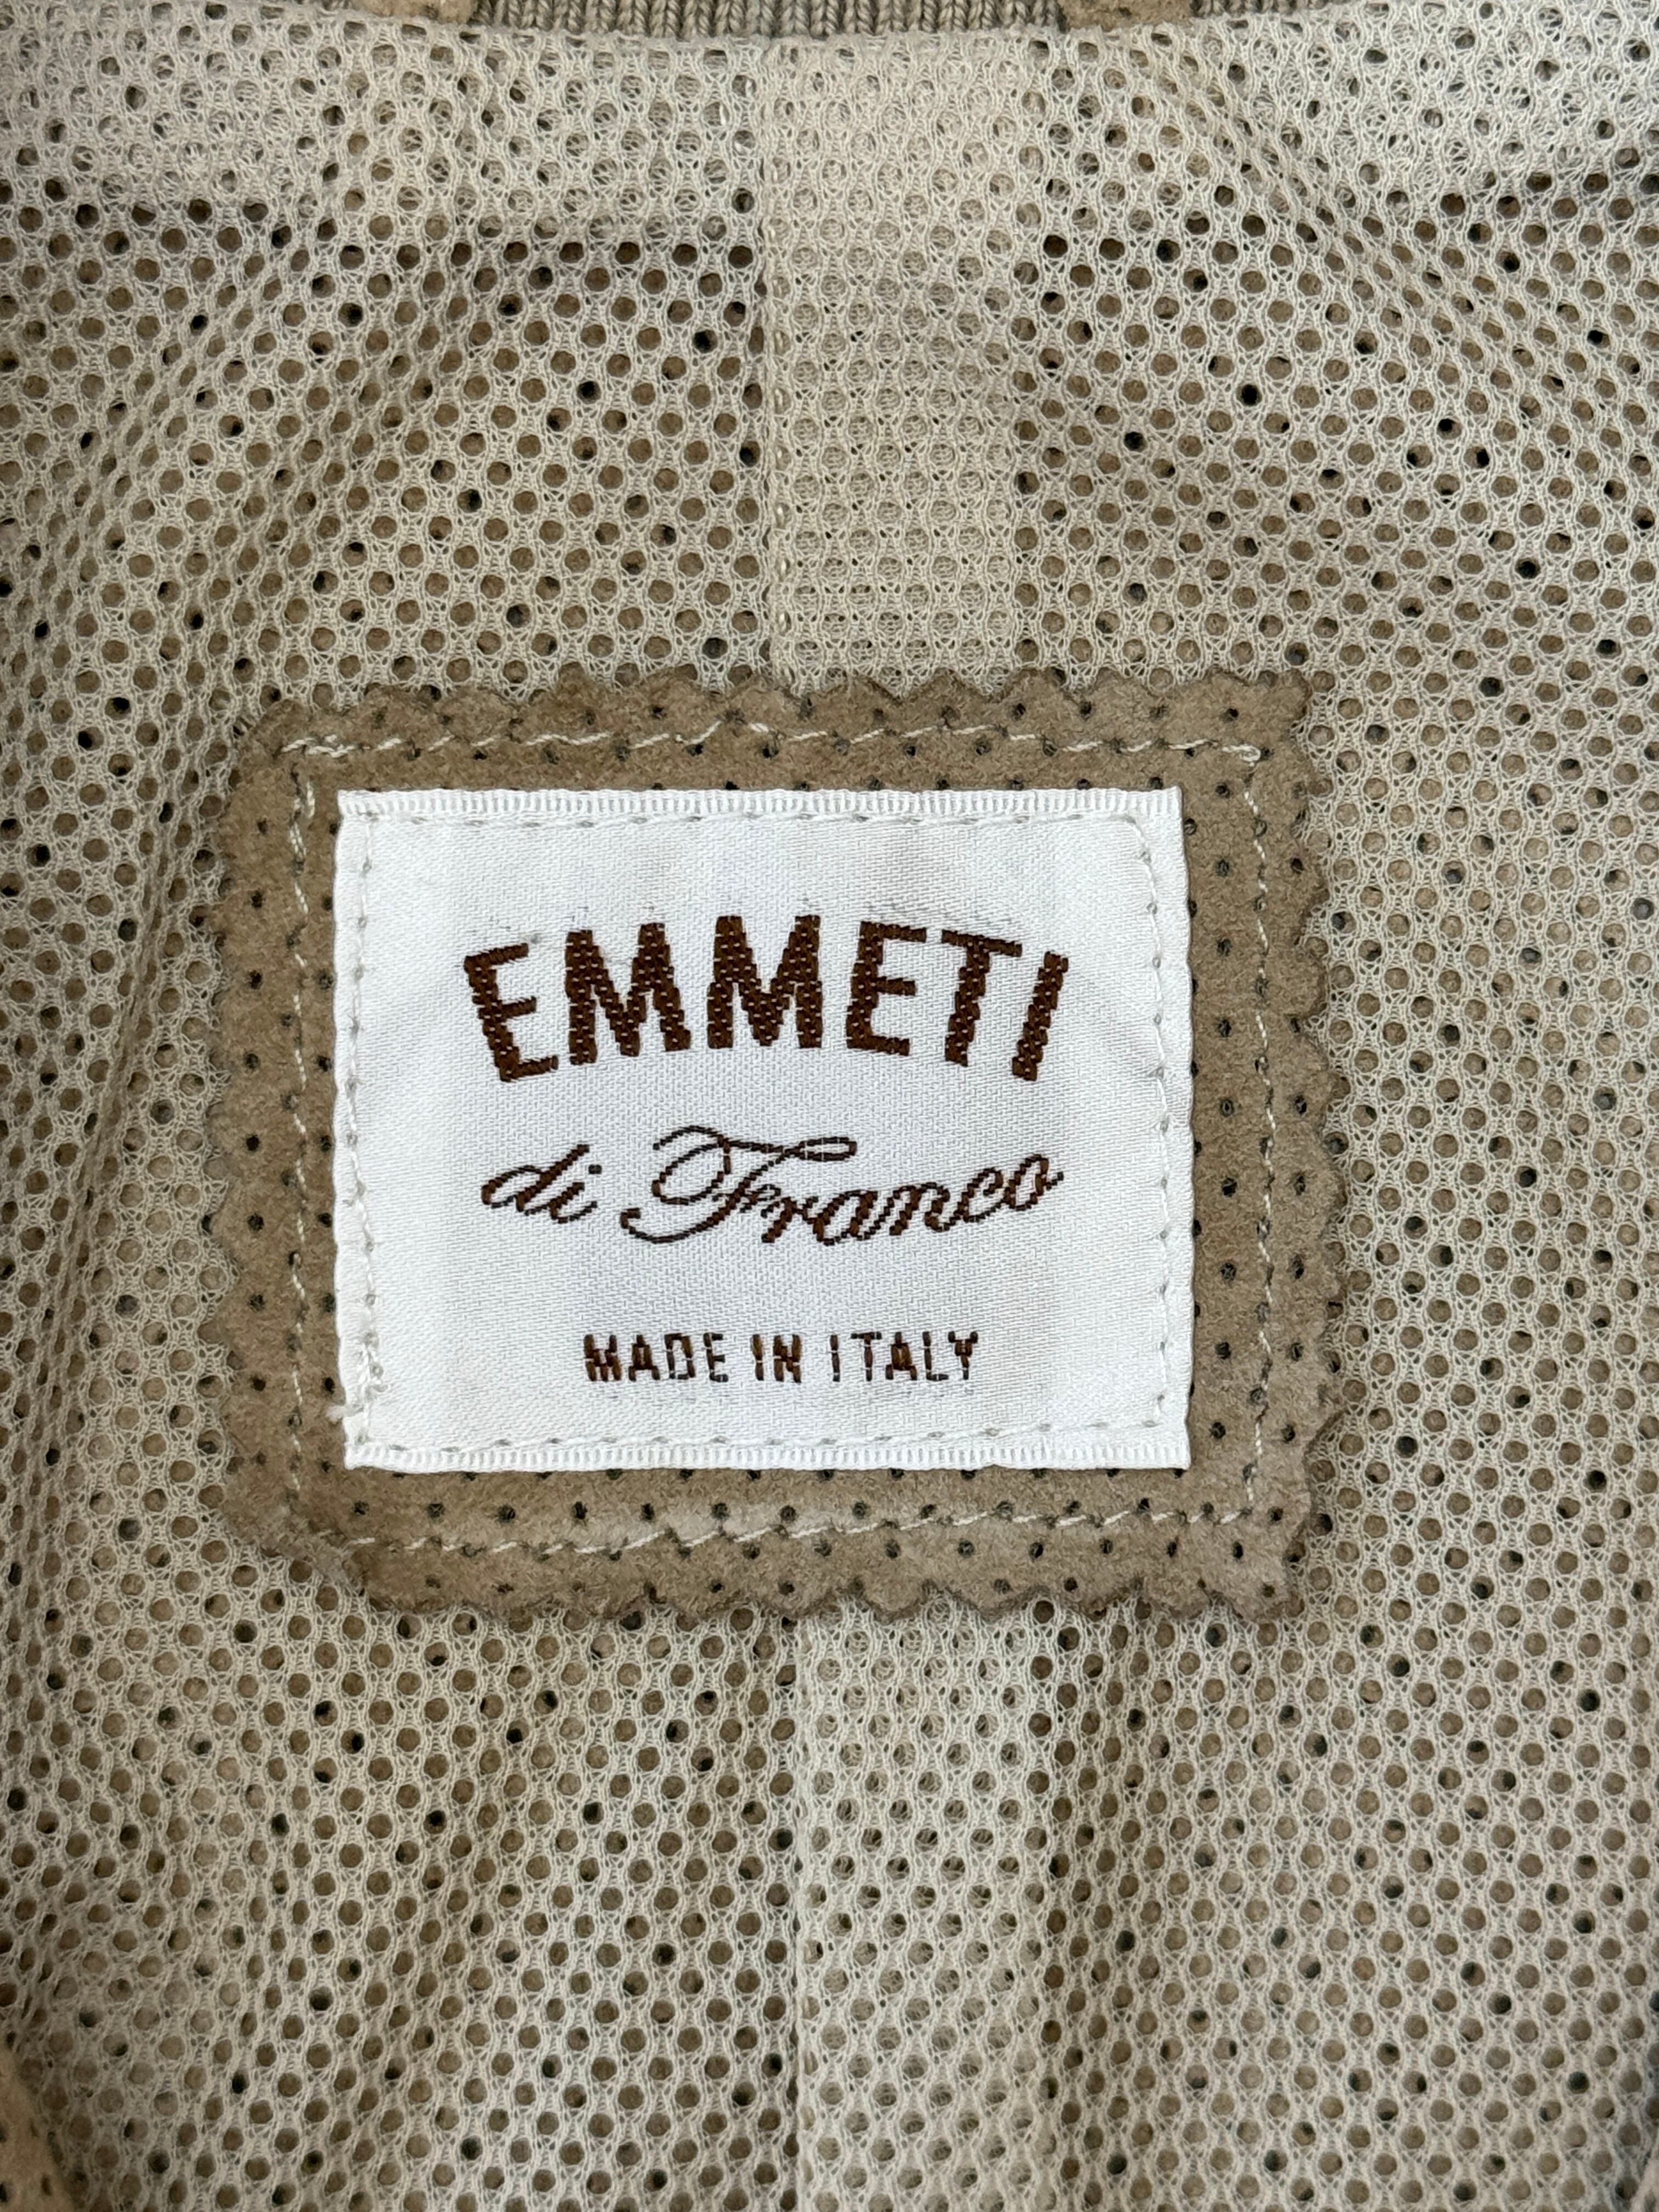 EMMETI
di Franco
MADE IN ITALY